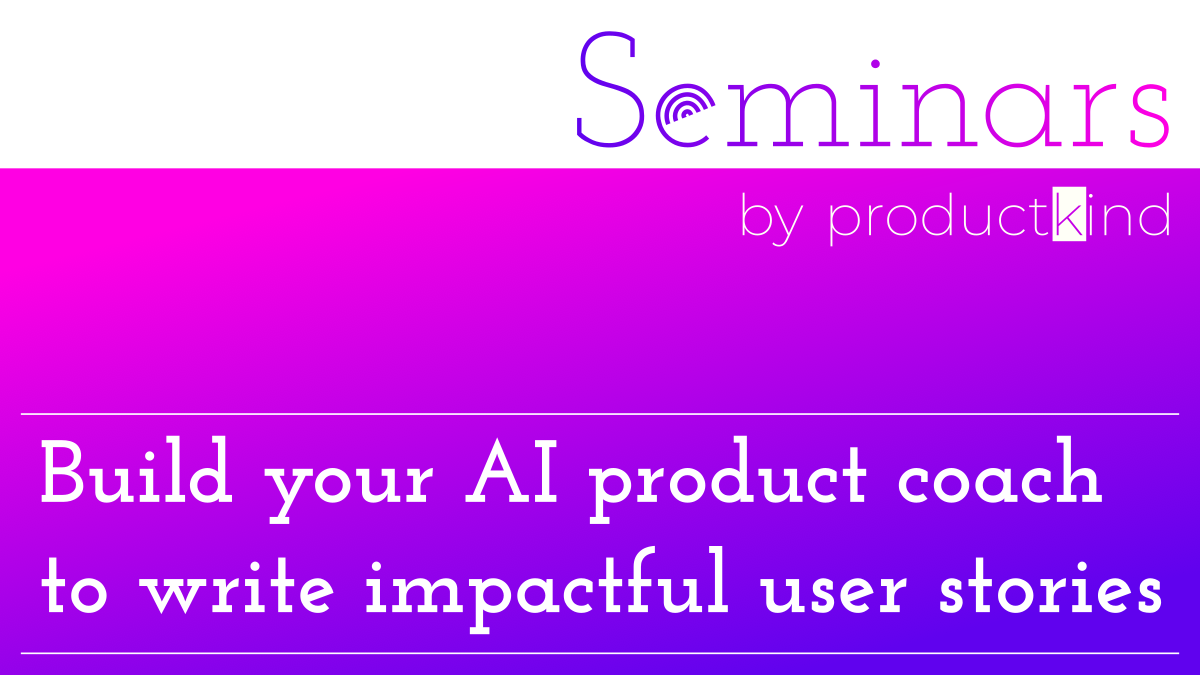 Seminars
by productkind
Build your AI product coach
to write impactful user stories